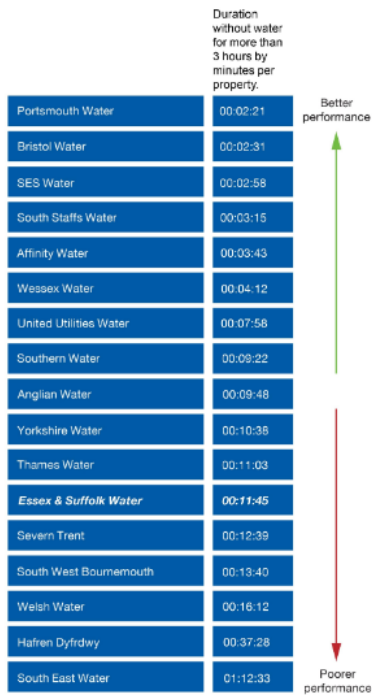 Duration
without water
for more than
3 hours by
minutes per
property.
Better
performance
Portsmouth Water 00:02:21
Bristol Water 00:02:31
SES Water 00:02:58
South Staffs Water 00:03:15
Affinity Water 00:03:43
Wessex Water 00:04:12
United Utilities Water 00:07:58
Southern Water 00:09:22
Anglian Water 00:09:48
Yorkshire Water 00:10:38
Thames Water 00:11:03
Essex & Suffolk Water 00:11:45
Severn Trent 00:12:39
South West Bournemouth 00:13:40
Welsh Water 00:16:12
Hafren Dyfrdwy 00:37:28
South East Water 01:12:33
Poorer
performance